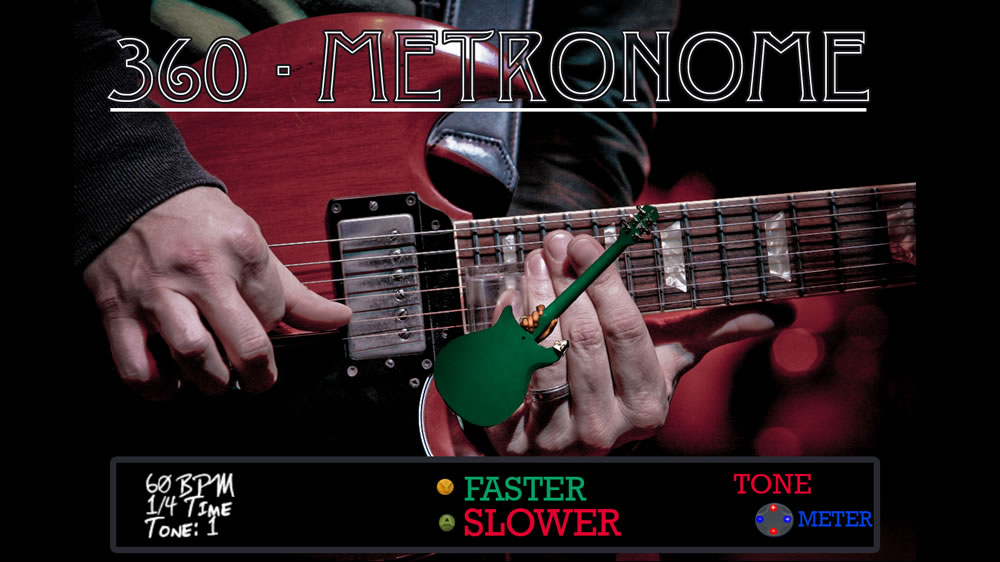 360 · METRONOME
60 BPM
1/4 TIME
TONE: 1
Y FASTER
A SLOWER
TONE
METER